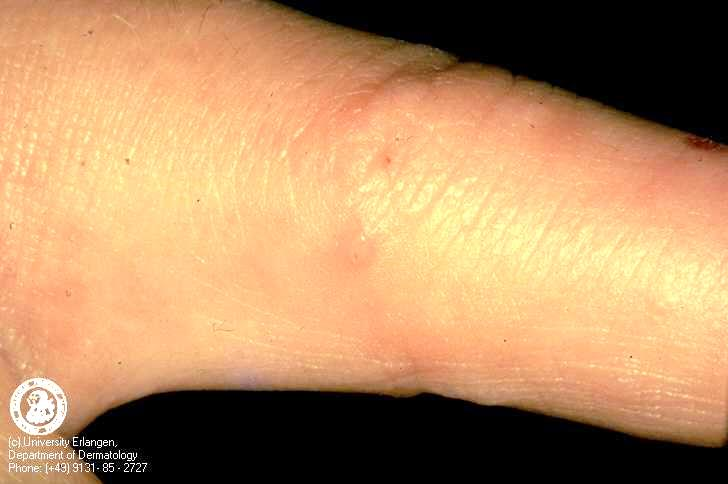 (c) University Erlangen,
Department of Dermatology
Phone: (+49) 9131- 85 - 2727